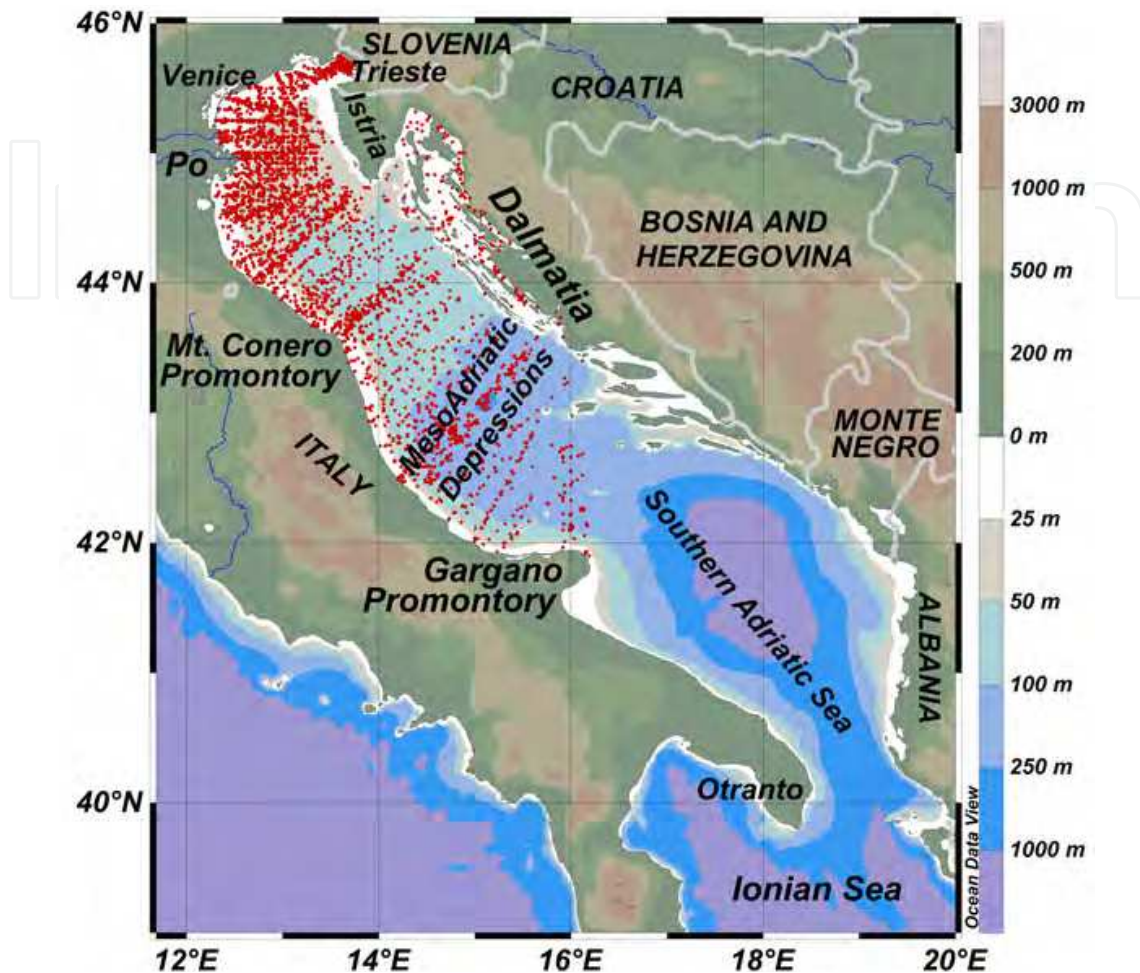 46°N
SLOVENIA
Venice
Trieste
CROATIA
3000 m
Istria
Po
1000 m
Dalmatia
BOSNIA AND
HERZEGOVINA
500 m
44°N
200 m
Mt. Conero
Promontory
MesoAdriatic
Depressions
MONTE
NEGRO
0 m
ITALY
25 m
42°N
Southern Adriatic Sea
Gargano
Promontory
50 m
ALBANIA
100 m
250 m
40°N
Otranto
1000 m
Ionian Sea
Ocean Data View
12°E
14°E
16°E
18°E
20°E